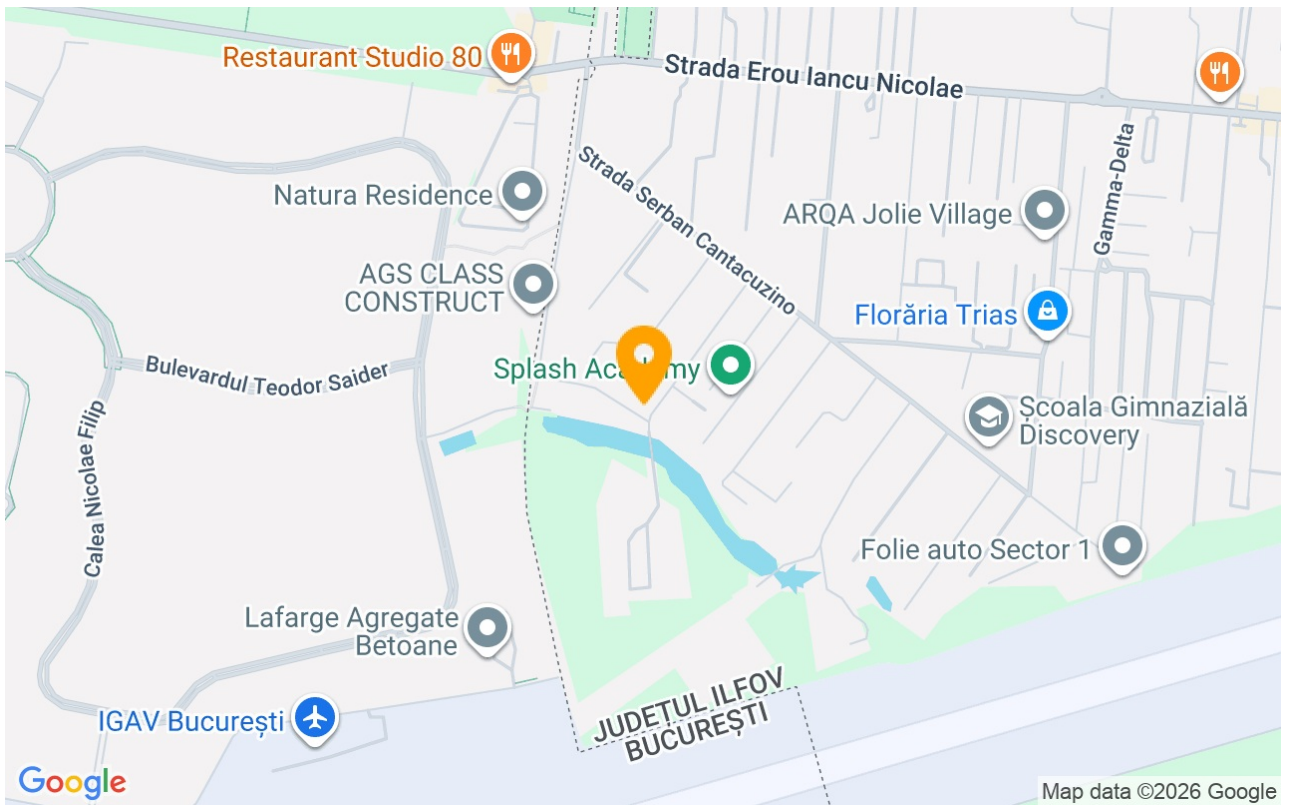 Restaurant Studio 80
Strada Erou Iancu Nicolae
Strada Serban Cantacuzino
Gamma-Delta
Natura Residence
ARQA Jolie Village
AGS CLASS
CONSTRUCT
Florăria Trias
Bulevardul Teodor Saider
Splash Academy
Școala Gimnazială
Discovery
Calea Nicolae Filip
Folie auto Sector 1
Lafarge Agregate
Betoane
JUDEȚUL ILFOV
BUCUREȘTI
IGAV București
Google
Map data ©2026 Google